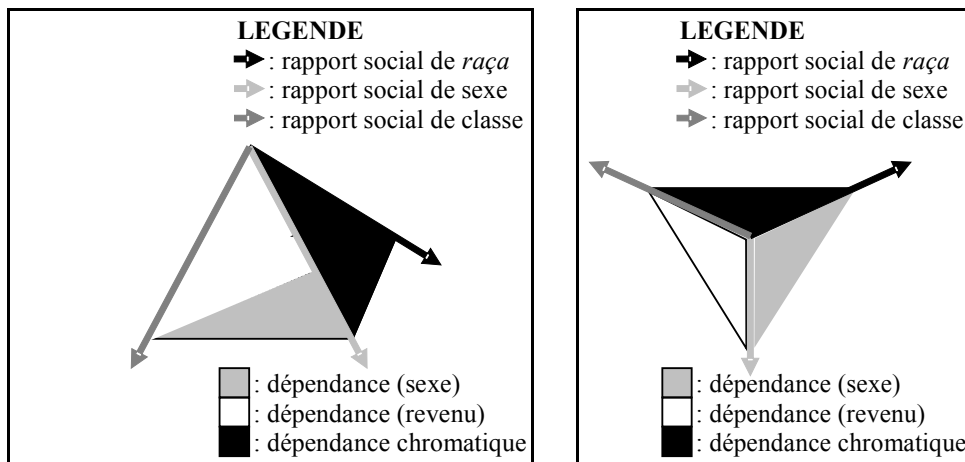 LEGENDE
: rapport social de raça
: rapport social de sexe
: rapport social de classe
: dépendance (sexe)
: dépendance (revenu)
: dépendance chromatique
LEGENDE
: rapport social de raça
: rapport social de sexe
: rapport social de classe
: dépendance (sexe)
: dépendance (revenu)
: dépendance chromatique